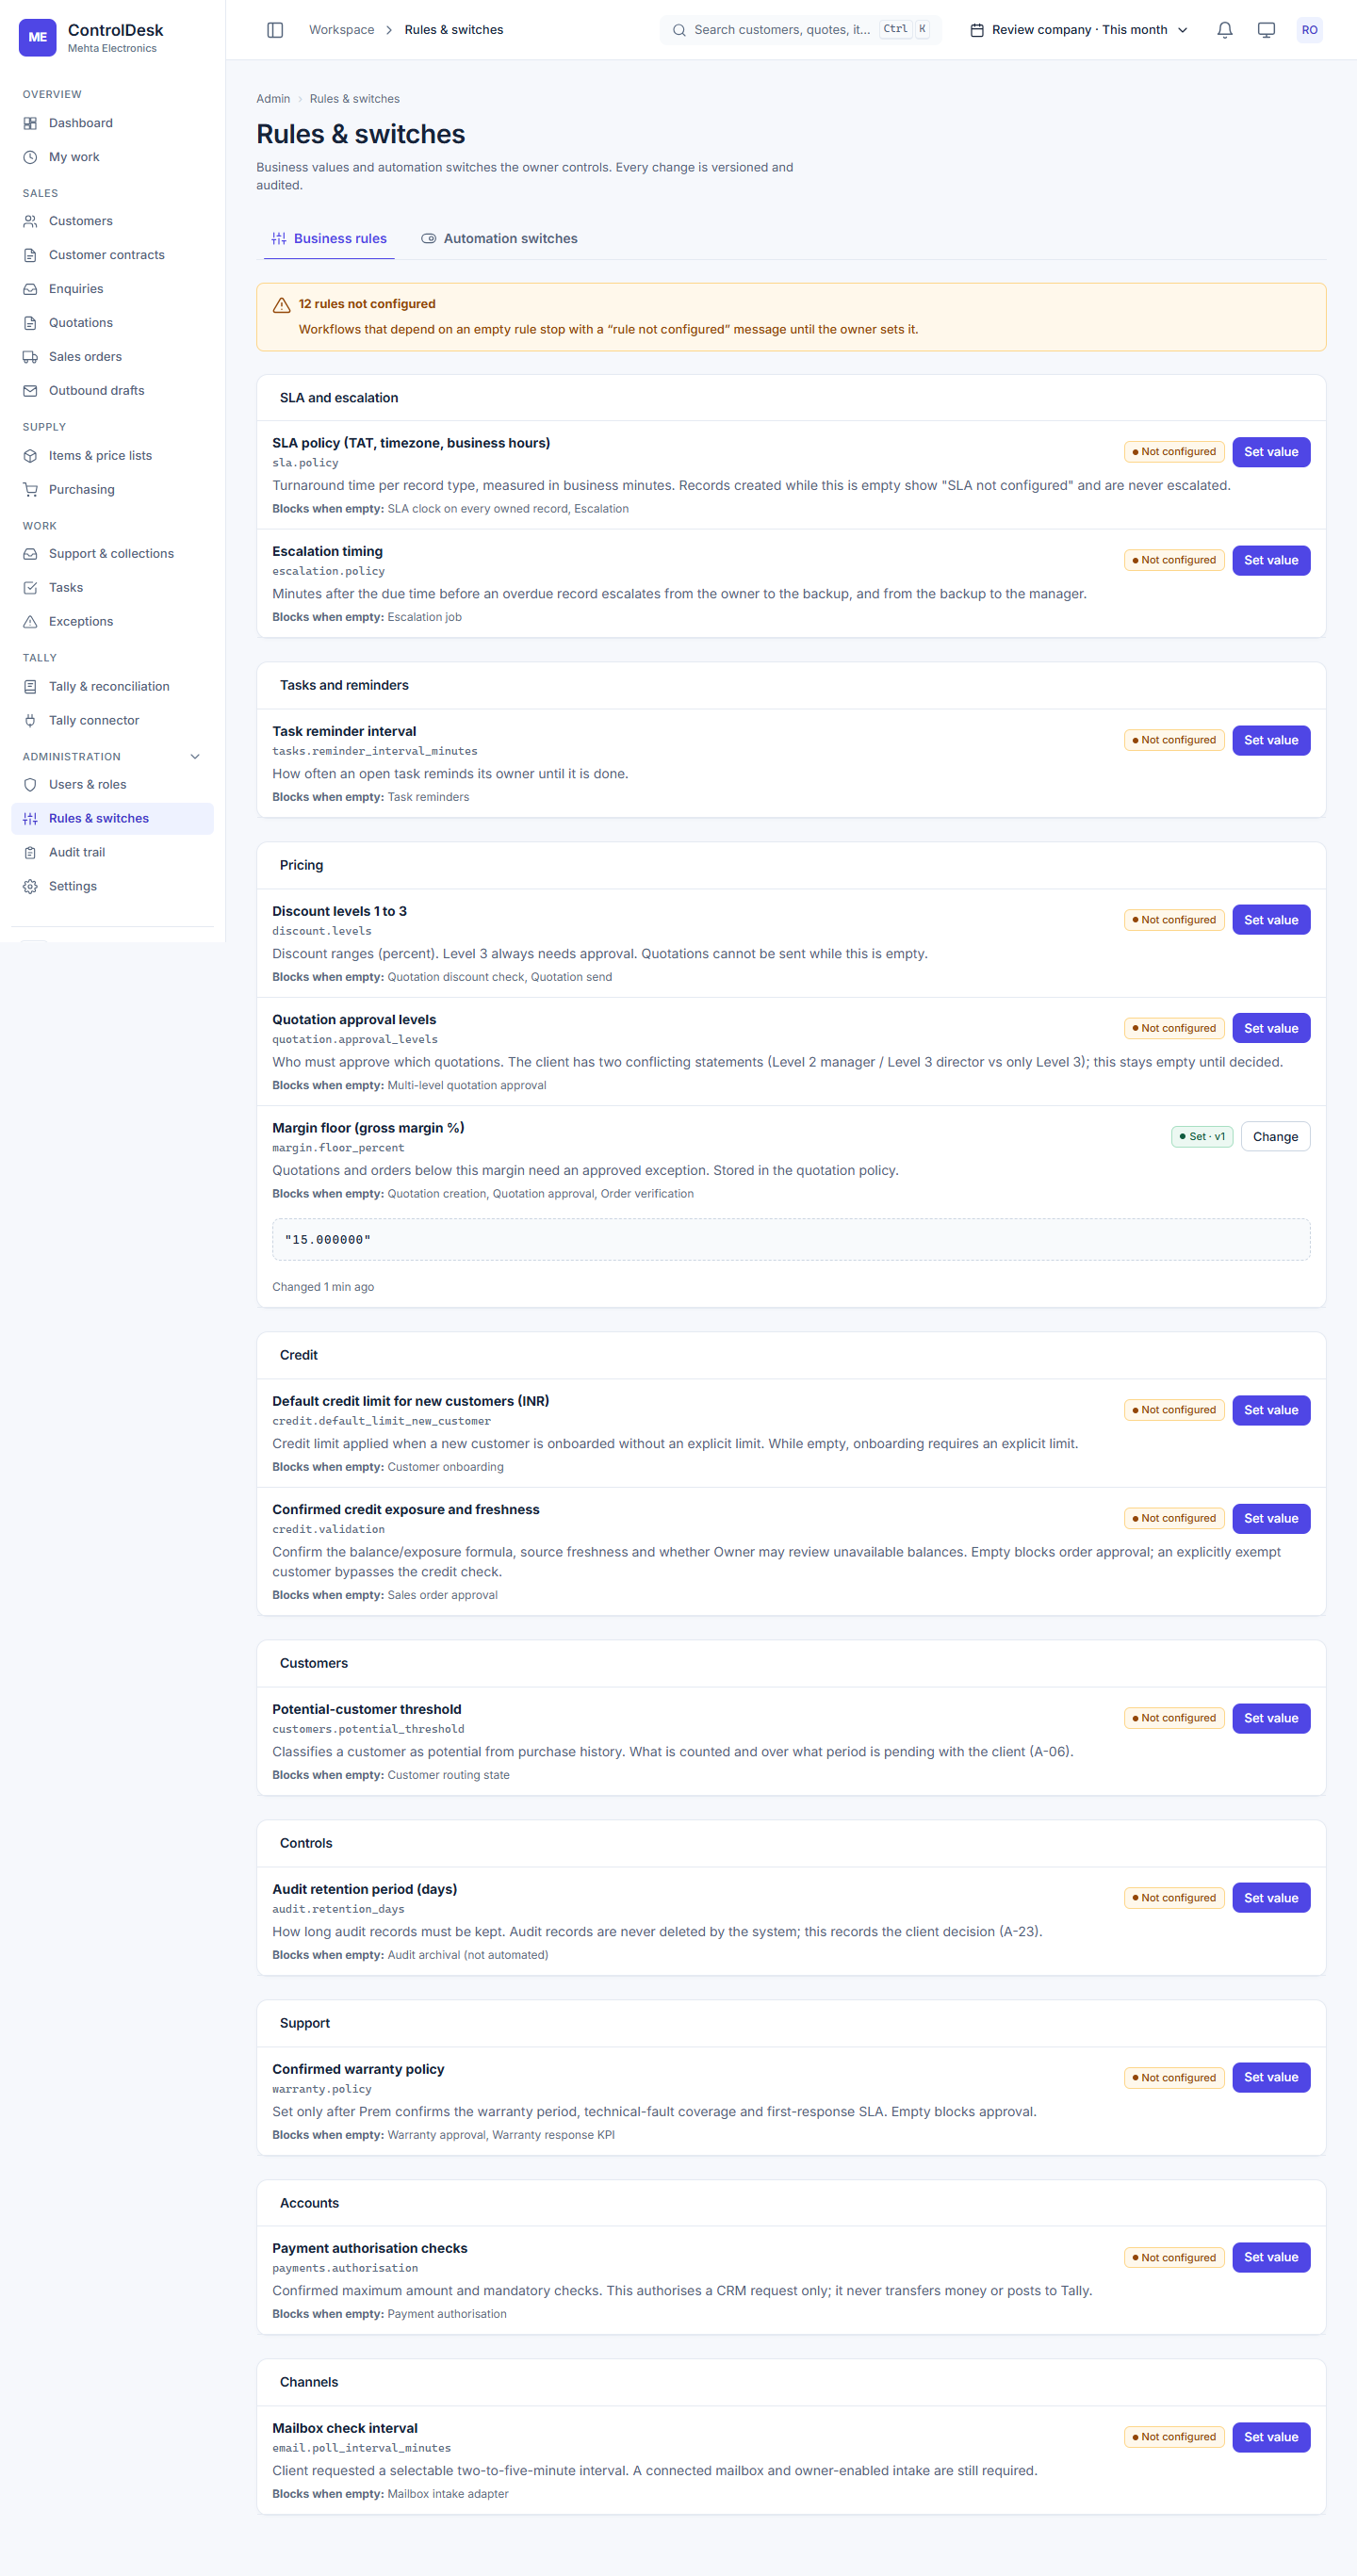 ME
ControlDesk
Mehta Electronics
OVERVIEW
Dashboard
My work
SALES
Customers
Customer contracts
Enquiries
Quotations
Sales orders
Outbound drafts
SUPPLY
Items & price lists
Purchasing
WORK
Support & collections
Tasks
Exceptions
TALLY
Tally & reconciliation
Tally connector
ADMINISTRATION
Users & roles
Rules & switches
Audit trail
Settings
Workspace > Rules & switches
Search customers, quotes, it... Ctrl K
Review company · This month
RO
Admin > Rules & switches
Rules & switches
Business values and automation switches the owner controls. Every change is versioned and
audited.
Business rules
Automation switches
12 rules not configured
Workflows that depend on an empty rule stop with a “rule not configured” message until the owner sets it.
SLA and escalation
SLA policy (TAT, timezone, business hours)
Not configured
Set value
sla.policy
Turnaround time per record type, measured in business minutes. Records created while this is empty show "SLA not configured" and are never escalated.
Blocks when empty: SLA clock on every owned record, Escalation
Escalation timing
Not configured
Set value
escalation.policy
Minutes after the due time before an overdue record escalates from the owner to the backup, and from the backup to the manager.
Blocks when empty: Escalation job
Tasks and reminders
Task reminder interval
Not configured
Set value
tasks.reminder_interval_minutes
How often an open task reminds its owner until it is done.
Blocks when empty: Task reminders
Pricing
Discount levels 1 to 3
Not configured
Set value
discount.levels
Discount ranges (percent). Level 3 always needs approval. Quotations cannot be sent while this is empty.
Blocks when empty: Quotation discount check, Quotation send
Quotation approval levels
Not configured
Set value
quotation.approval_levels
Who must approve which quotations. The client has two conflicting statements (Level 2 manager / Level 3 director vs only Level 3); this stays empty until decided.
Blocks when empty: Multi-level quotation approval
Margin floor (gross margin %)
Set · v1
Change
margin.floor_percent
Quotations and orders below this margin need an approved exception. Stored in the quotation policy.
Blocks when empty: Quotation creation, Quotation approval, Order verification
"15.000000"
Changed 1 min ago
Credit
Default credit limit for new customers (INR)
Not configured
Set value
credit.default_limit_new_customer
Credit limit applied when a new customer is onboarded without an explicit limit. While empty, onboarding requires an explicit limit.
Blocks when empty: Customer onboarding
Confirmed credit exposure and freshness
Not configured
Set value
credit.validation
Confirm the balance/exposure formula, source freshness and whether Owner may review unavailable balances. Empty blocks order approval; an explicitly exempt
customer bypasses the credit check.
Blocks when empty: Sales order approval
Customers
Potential-customer threshold
Not configured
Set value
customers.potential_threshold
Classifies a customer as potential from purchase history. What is counted and over what period is pending with the client (A-06).
Blocks when empty: Customer routing state
Controls
Audit retention period (days)
Not configured
Set value
audit.retention_days
How long audit records must be kept. Audit records are never deleted by the system; this records the client decision (A-23).
Blocks when empty: Audit archival (not automated)
Support
Confirmed warranty policy
Not configured
Set value
warranty.policy
Set only after Prem confirms the warranty period, technical-fault coverage and first-response SLA. Empty blocks approval.
Blocks when empty: Warranty approval, Warranty response KPI
Accounts
Payment authorisation checks
Not configured
Set value
payments.authorisation
Confirmed maximum amount and mandatory checks. This authorises a CRM request only; it never transfers money or posts to Tally.
Blocks when empty: Payment authorisation
Channels
Mailbox check interval
Not configured
Set value
email.poll_interval_minutes
Client requested a selectable two-to-five-minute interval. A connected mailbox and owner-enabled intake are still required.
Blocks when empty: Mailbox intake adapter